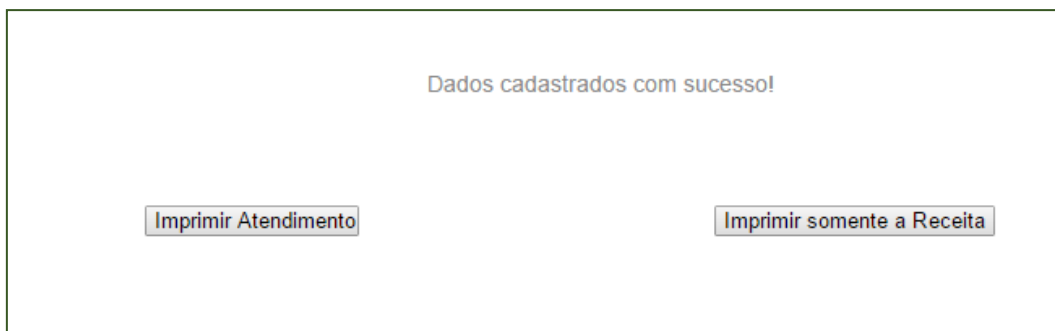 Dados cadastrados com sucesso!
Imprimir Atendimento
Imprimir somente a Receita